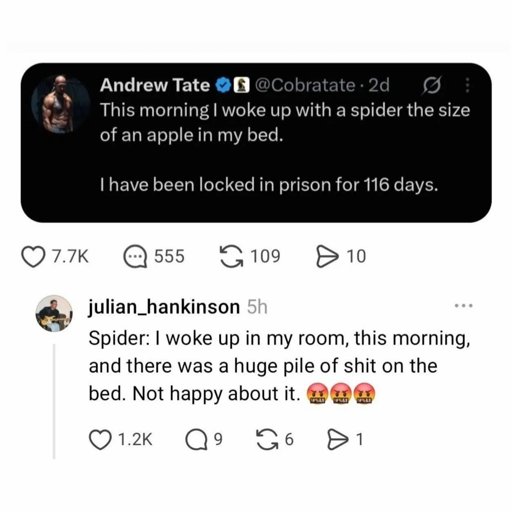 Andrew Tate @Cobratate · 2d
This morning I woke up with a spider the size
of an apple in my bed.
I have been locked in prison for 116 days.
7.7K 555 109 10
julian_hankinson 5h
Spider: I woke up in my room, this morning,
and there was a huge pile of shit on the
bed. Not happy about it. 🤬🤬🤬
1.2K 9 6 1